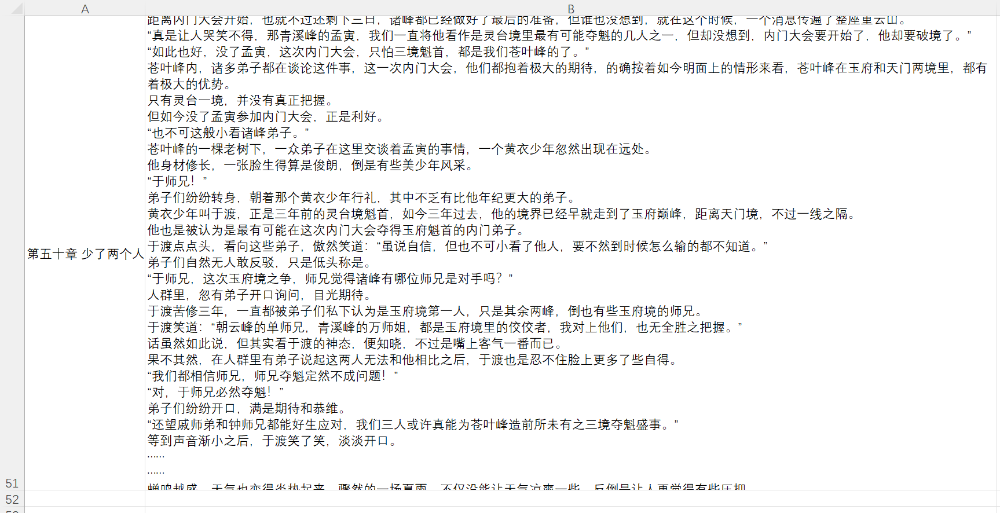 A
B
距离内门大会开始，也就不过还剩下三日，诸峰都已经做好了最后的准备，但谁也没想到，就在这个时候，一个消息传遍了整座重云山。
“真是让人哭笑不得，那青溪峰的孟寅，我们一直将他看作是灵台境里最有可能夺魁的几人之一，但却没想到，内门大会要开始了，他却要破境了。”
“如此也好，没了孟寅，这次内门大会，只怕三境魁首，都是我们苍叶峰的了。”
苍叶峰内，诸多弟子都在谈论这件事，这一次内门大会，他们都抱着极大的期待，的确按着如今明面上的情形来看，苍叶峰在玉府和天门两境里，都有
着极大的优势。
只有灵台一境，并没有真正把握。
但如今没了孟寅参加内门大会，正是利好。
“也不可这般小看诸峰弟子。”
苍叶峰的一棵老树下，一众弟子在这里交谈着孟寅的事情，一个黄衣少年忽然出现在远处。
他身材修长，一张脸生得算是俊朗，倒是有些美少年风采。
“于师兄！”
弟子们纷纷转身，朝着那个黄衣少年行礼，其中不乏有比他年纪更大的弟子。
黄衣少年叫于渡，正是三年前的灵台境魁首，如今三年过去，他的境界已经早就走到了玉府巅峰，距离天门境，不过一线之隔。
他也是被认为是最有可能在这次内门大会夺得玉府魁首的内门弟子。
第五十章 少了两个人
于渡点点头，看向这些弟子，傲然笑道：“虽说自信，但也不可小看了他人，要不然到时候怎么输的都不知道。”
弟子们自然无人敢反驳，只是低头称是。
“于师兄，这次玉府境之争，师兄觉得诸峰有哪位师兄是对手吗？”
人群里，忽有弟子开口询问，目光期待。
于渡苦修三年，一直都被弟子们私下认为是玉府境第一人，只是其余两峰，倒也有些玉府境的师兄。
于渡笑道：“朝云峰的单师兄，青溪峰的万师姐，都是玉府境里的佼佼者，我对上他们，也无全胜之把握。”
话虽然如此说，但其实看于渡的神态，便知晓，不过是嘴上客气一番而已。
果不其然，在人群里有弟子说起这两人无法和他相比之后，于渡也是忍不住脸上更多了些自得。
“我们都相信师兄，师兄夺魁定然不成问题！”
“对，于师兄必然夺魁！”
弟子们纷纷开口，满是期待和恭维。
“还望戚师弟和钟师兄都能好生应对，我们三人或许真能为苍叶峰造前所未有之三境夺魁盛事。”
等到声音渐小之后，于渡笑了笑，淡淡开口。
……
……
蝉鸣越盛，天气也变得炎热起来，骤然的一场夏雨，不仅没能让天气凉爽一些，反倒是让人更觉得有些压抑
51
52